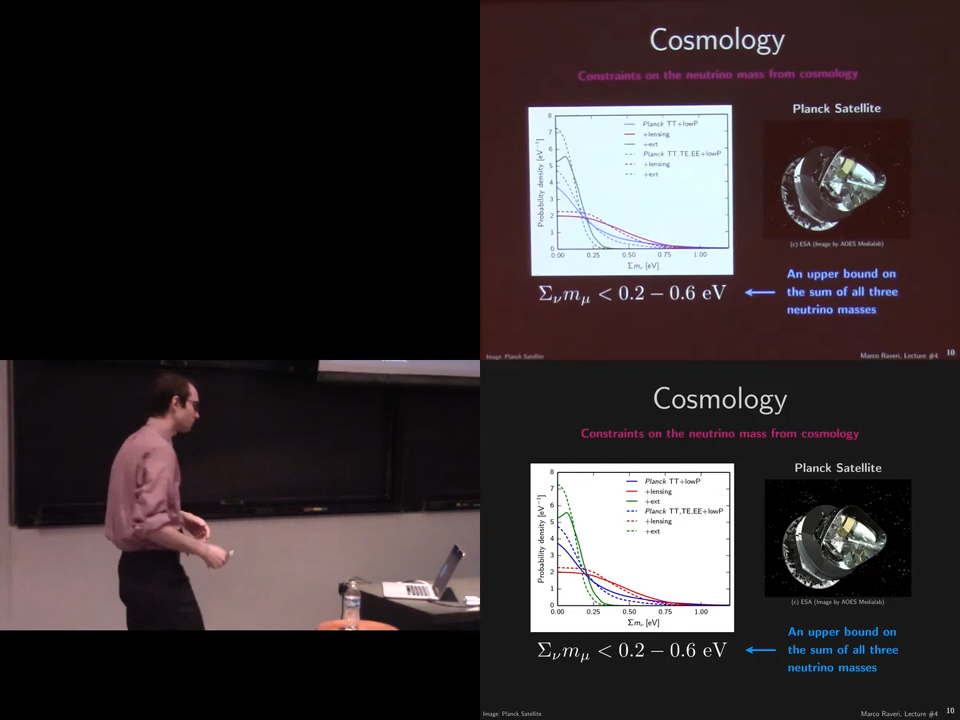 Cosmology
Constraints on the neutrino mass from cosmology
Planck Satellite
8
7
6
5
4
3
2
1
0
Probability density [eV⁻¹]
Planck TT+lowP
+lensing
+ext
Planck TT,TE,EE+lowP
+lensing
+ext
0.00 0.25 0.50 0.75 1.00
Σmν [eV]
(c) ESA (Image by AOES Medialab)
Σν mμ < 0.2 − 0.6 eV
An upper bound on
the sum of all three
neutrino masses
Image: Planck Satellite
Marco Raveri, Lecture #4 10
Cosmology
Constraints on the neutrino mass from cosmology
Planck Satellite
8
7
6
5
4
3
2
1
0
Probability density [eV⁻¹]
Planck TT+lowP
+lensing
+ext
Planck TT,TE,EE+lowP
+lensing
+ext
0.00 0.25 0.50 0.75 1.00
Σmν [eV]
(c) ESA (Image by AOES Medialab)
Σν mμ < 0.2 − 0.6 eV
An upper bound on
the sum of all three
neutrino masses
Image: Planck Satellite
Marco Raveri, Lecture #4 10